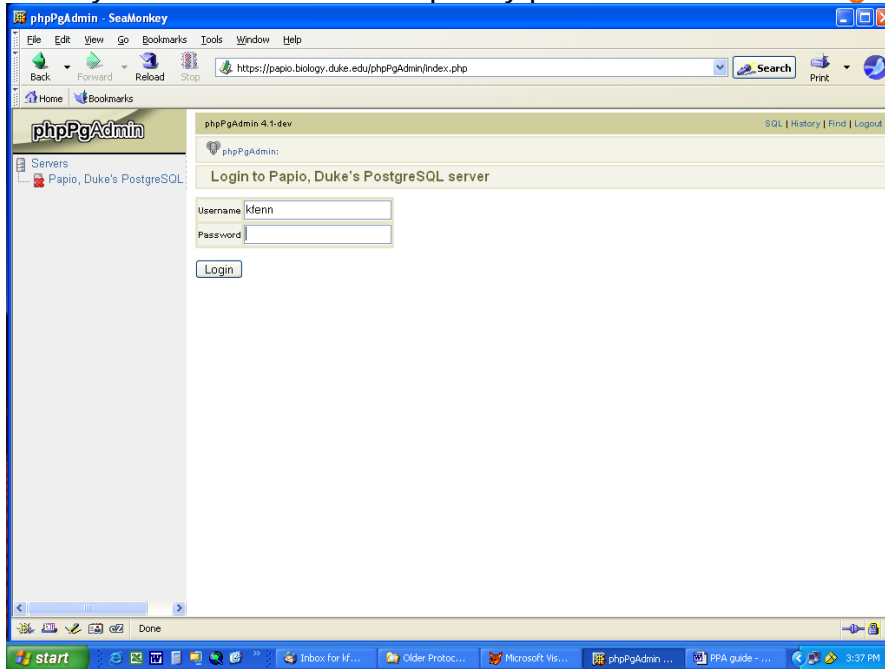 phpPgAdmin - SeaMonkey
File Edit View Go Bookmarks Tools Window Help
Back Forward Reload Stop https://papio.biology.duke.edu/phpPgAdmin/index.php Search Print
Home Bookmarks
phpPgAdmin
phpPgAdmin 4.1-dev SQL | History | Find | Logout
phpPgAdmin:
Servers
Papio, Duke's PostgreSQL
Login to Papio, Duke's PostgreSQL server
Username kfenn
Password
Login
Done
start Inbox for kf... Older Protoc... Microsoft Vis... phpPgAdmin ... PPA guide - ... 3:37 PM